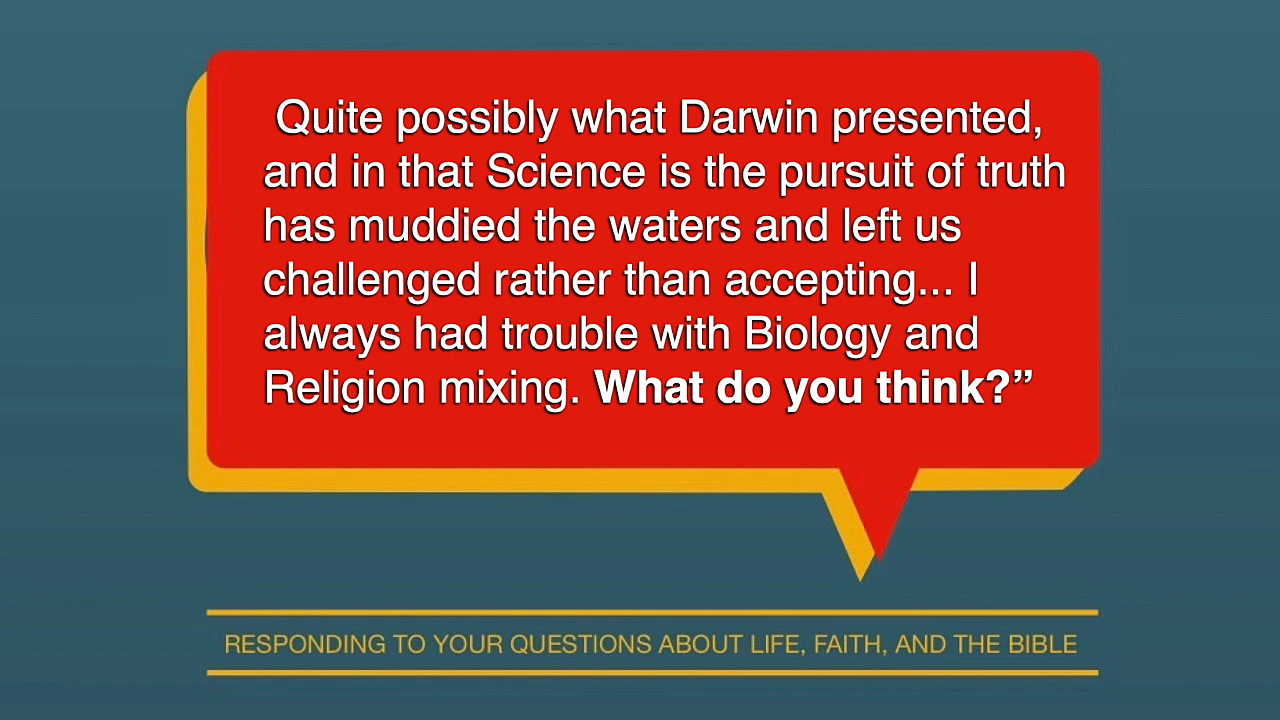 Quite possibly what Darwin presented,
and in that Science is the pursuit of truth
has muddied the waters and left us
challenged rather than accepting... I
always had trouble with Biology and
Religion mixing. What do you think?”
RESPONDING TO YOUR QUESTIONS ABOUT LIFE, FAITH, AND THE BIBLE